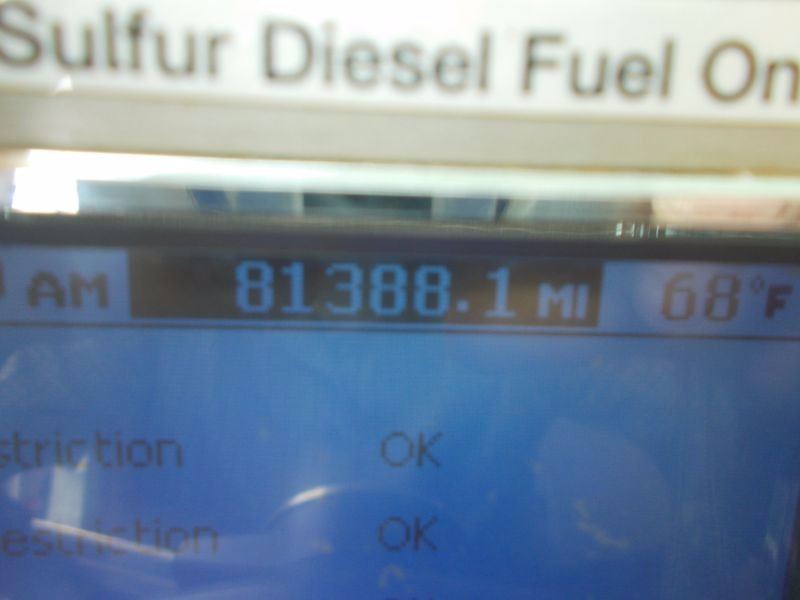 Sulfur Diesel Fuel On
AM 81388.1 MI 68°F
striction OK
estriction OK